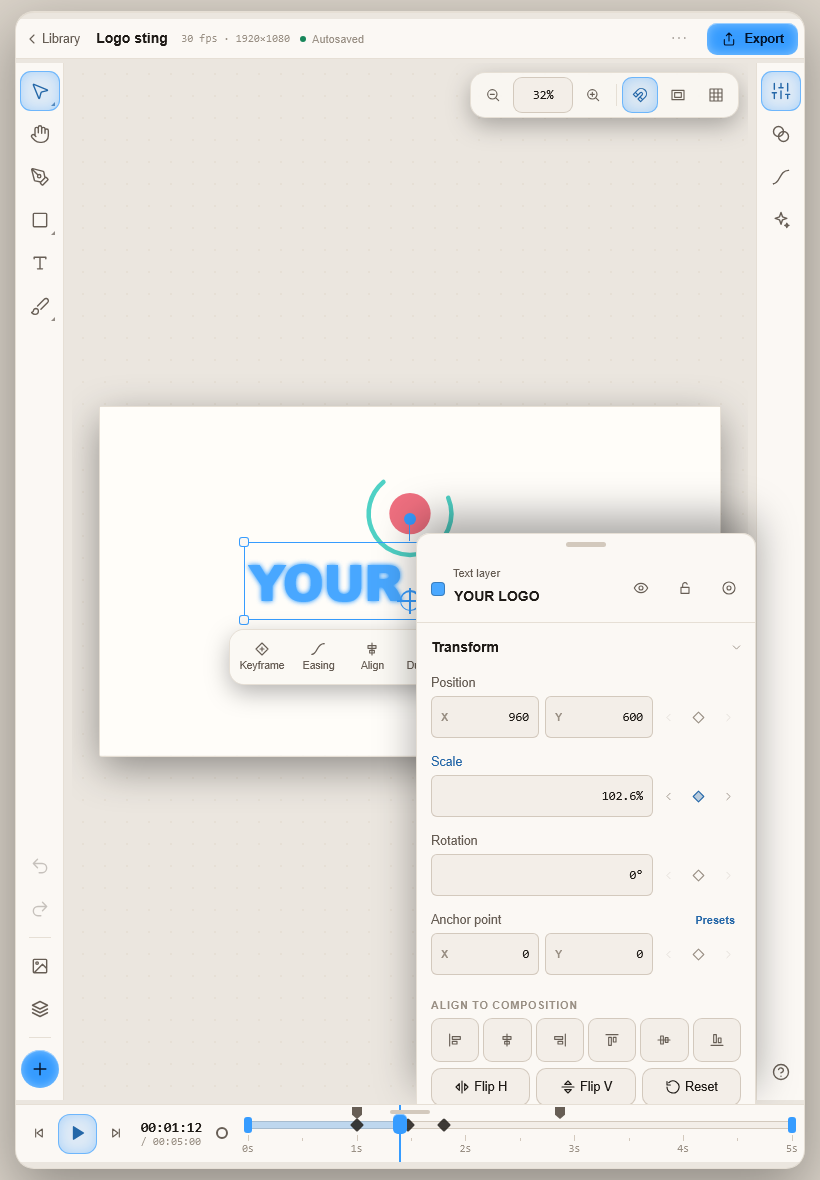 Library Logo sting 30 fps · 1920×1080 Autosaved ··· Export
32%
YOUR
Keyframe Easing Align
Text layer
YOUR LOGO
Transform
Position
X 960 Y 600
Scale
102.6%
Rotation
0°
Anchor point Presets
X 0 Y 0
ALIGN TO COMPOSITION
Flip H Flip V Reset
00:01:12
/ 00:05:00
0s 1s 2s 3s 4s 5s